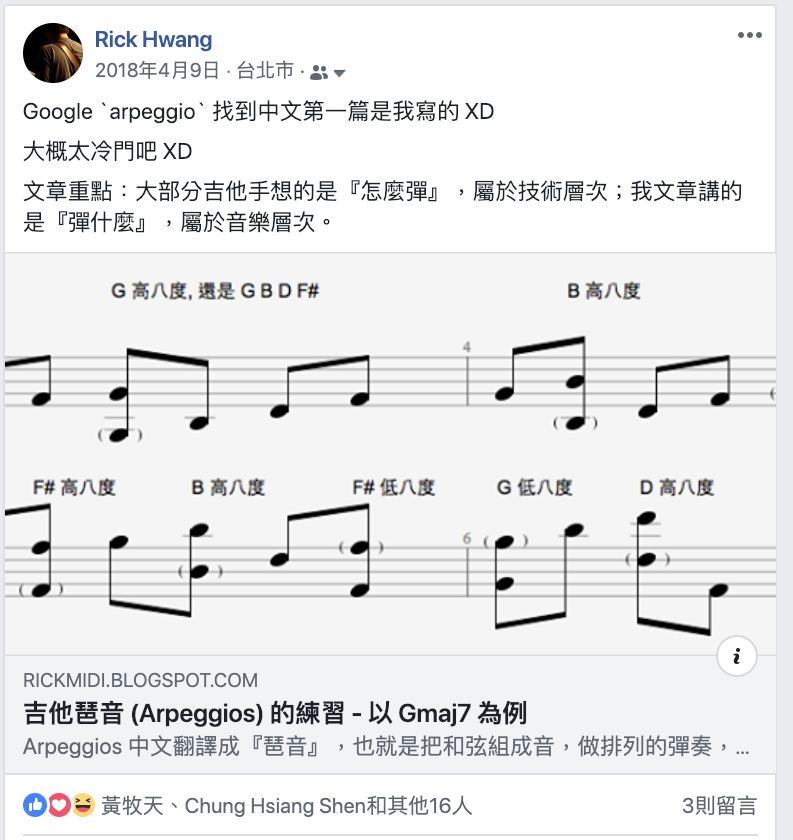 Rick Hwang
2018年4月9日 · 台北市 ·
Google `arpeggio` 找到中文第一篇是我寫的 XD
大概太冷門吧 XD
文章重點：大部分吉他手想的是『怎麼彈』，屬於技術層次；我文章講的
是『彈什麼』，屬於音樂層次。
G 高八度, 還是 G B D F#
B 高八度
4
( )
( )
(
F# 高八度
B 高八度
F# 低八度
G 低八度
D 高八度
6
( )
( )
( )
( )
( )
i
RICKMIDI.BLOGSPOT.COM
吉他琶音 (Arpeggios) 的練習 - 以 Gmaj7 為例
Arpeggios 中文翻譯成『琶音』，也就是把和弦組成音，做排列的彈奏，...
黃牧天、Chung Hsiang Shen和其他16人
3則留言